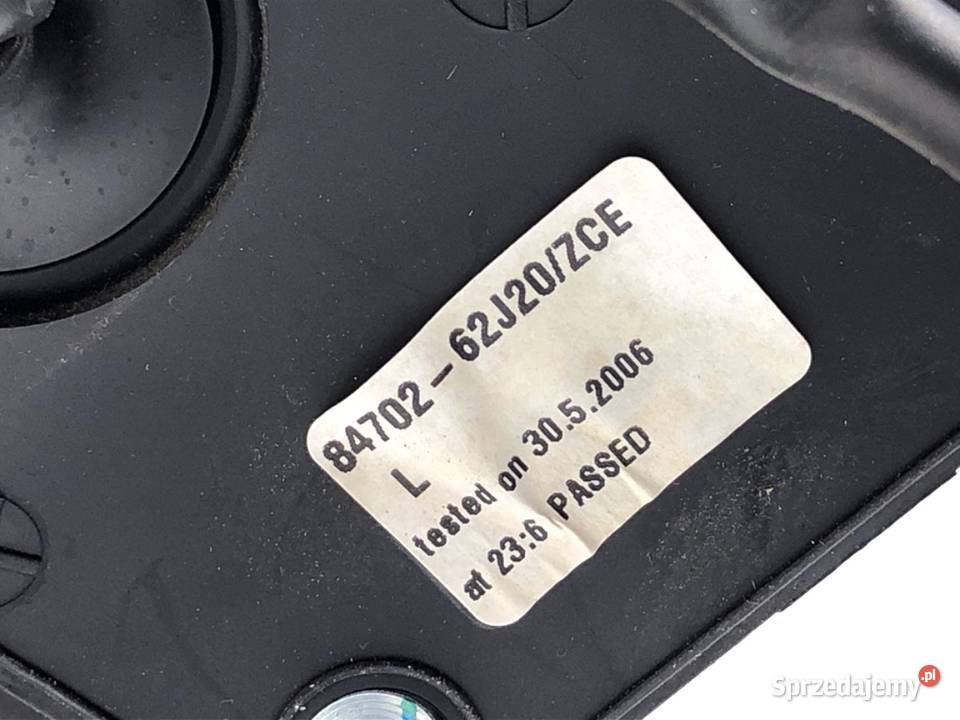 84702-62J20/ZCE
L
tested on 30.5.2006
at 23:6 PASSED
Sprzedajemy.pl